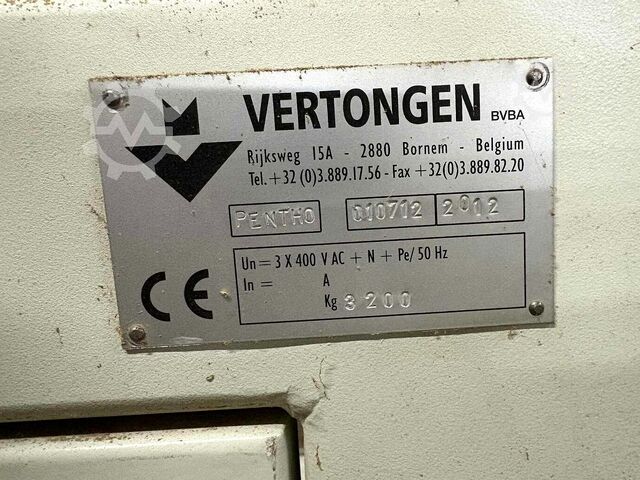 VERTONGEN BVBA
Rijksweg 15A - 2880 Bornem - Belgium
Tel. +32 (0)3.889.17.56 - Fax +32(0)3.889.82.20
PENTHO 010712 2012
Un = 3 X 400 V AC + N + Pe/ 50 Hz
In = A
Kg 3200
CE